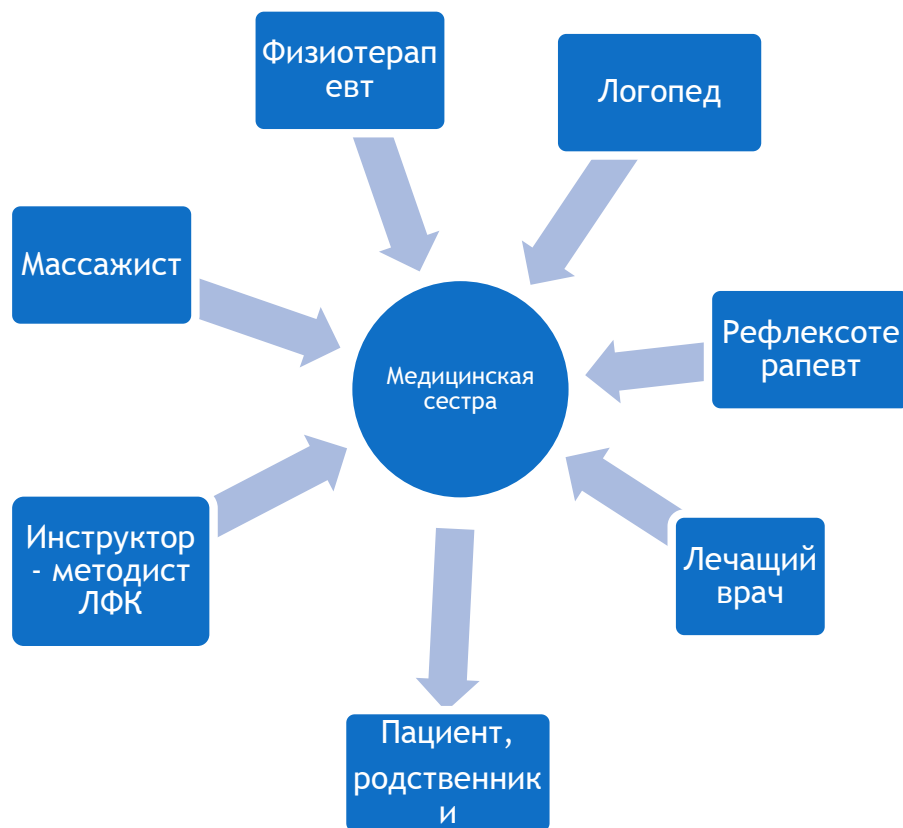 Физиотерап
евт
Логопед
Массажист
Рефлексоте
рапевт
Медицинская
сестра
Инструктор
- методист
ЛФК
Лечащий
врач
Пациент,
родственник
и